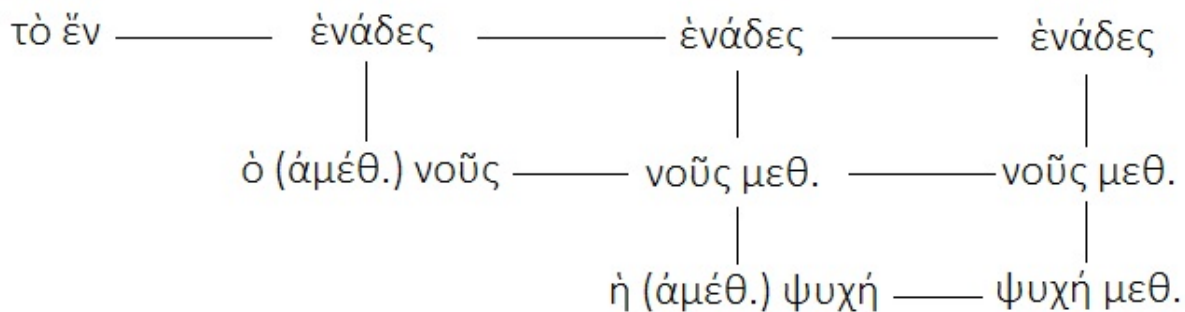 τὸ ἕν ἑνάδες ἑνάδες ἑνάδες
ὁ (ἀμέθ.) νοῦς νοῦς μεθ. νοῦς μεθ.
ἡ (ἀμέθ.) ψυχή ψυχή μεθ.